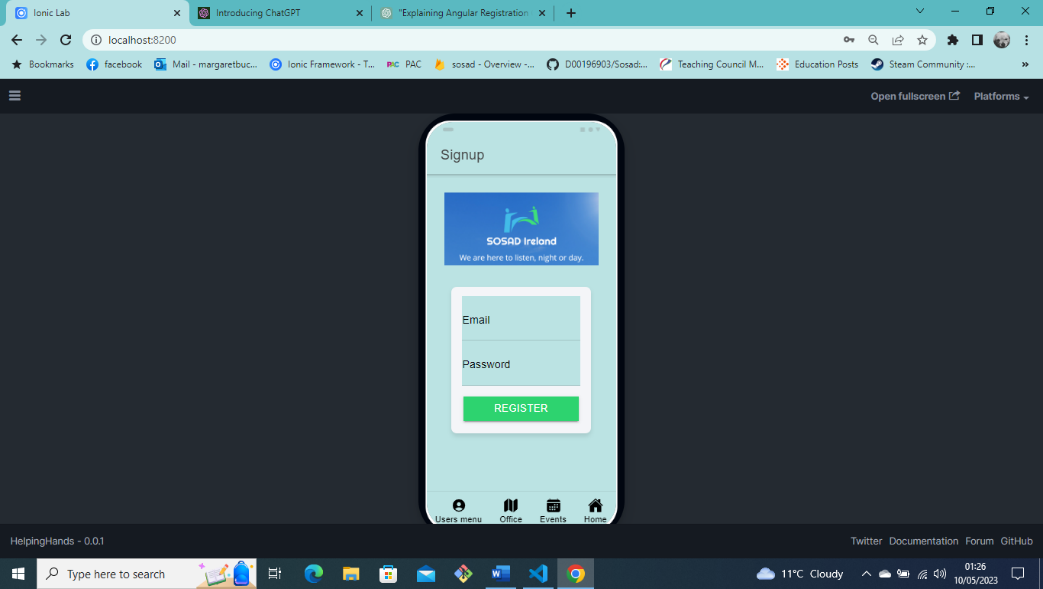 Ionic Lab
Introducing ChatGPT
"Explaining Angular Registration
localhost:8200
Bookmarks
facebook
Mail - margaretbuc...
Ionic Framework - T...
PAC
sosad - Overview -...
D00196903/Sosad:...
Teaching Council M...
Education Posts
Steam Community :...
»
Open fullscreen
Platforms
Signup
SOSAD Ireland
We are here to listen, night or day.
Email
Password
REGISTER
Users menu
Office
Events
Home
HelpingHands - 0.0.1
Twitter Documentation Forum GitHub
Type here to search
11°C Cloudy
01:26
10/05/2023